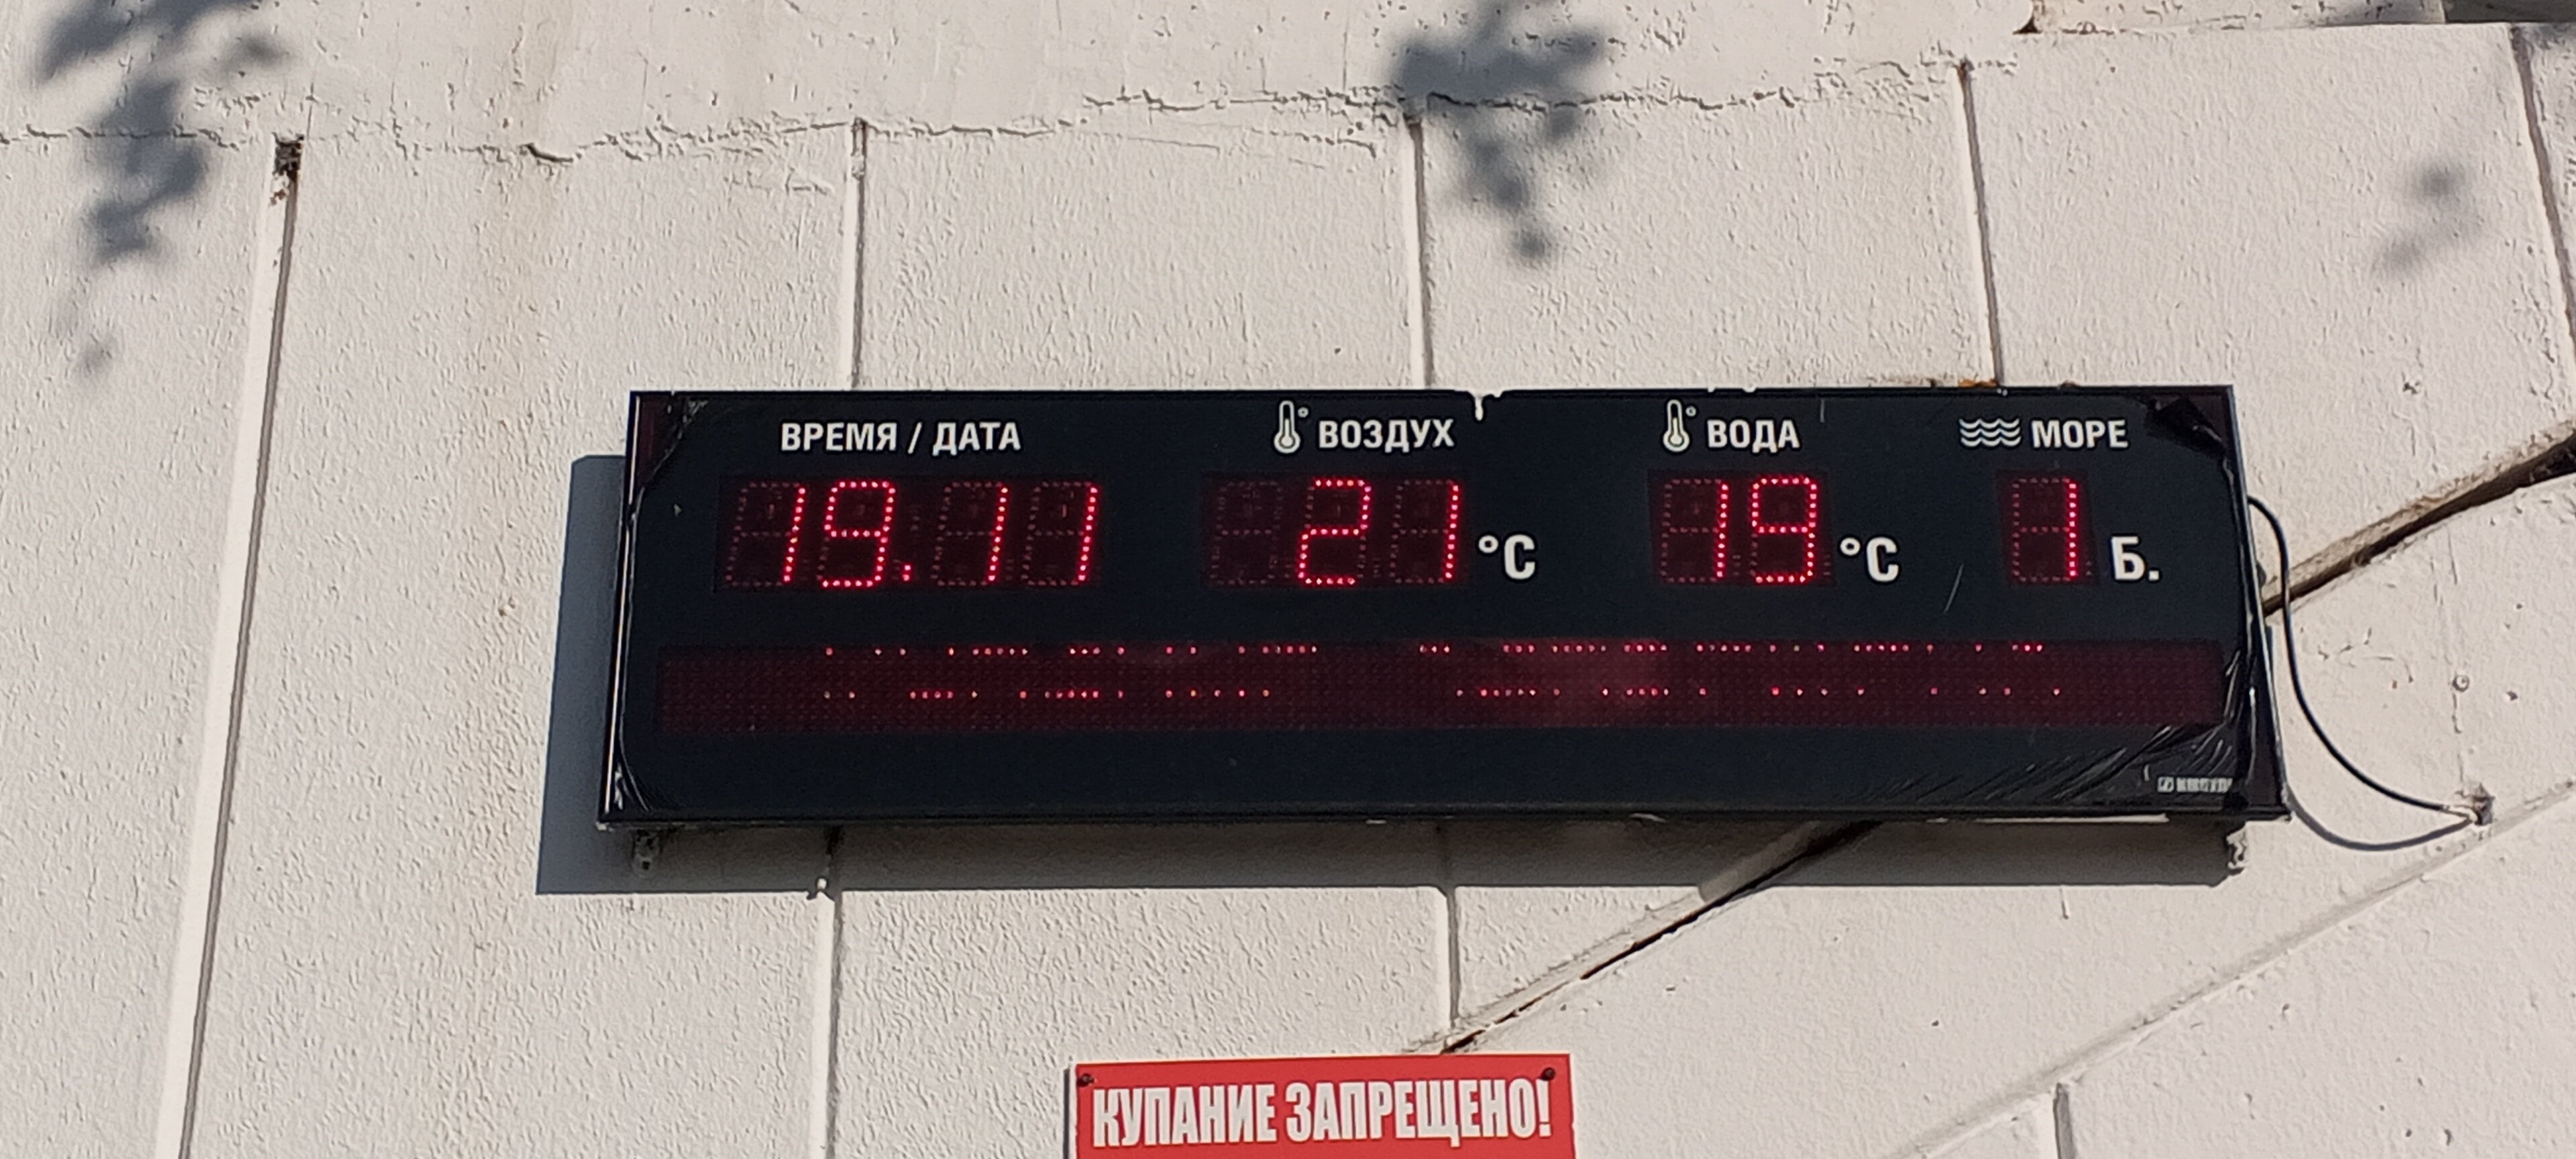 ВРЕМЯ / ДАТА ВОЗДУХ ВОДА МОРЕ
19.11 21 °C 19 °C 1 Б.
КУПАНИЕ ЗАПРЕЩЕНО!